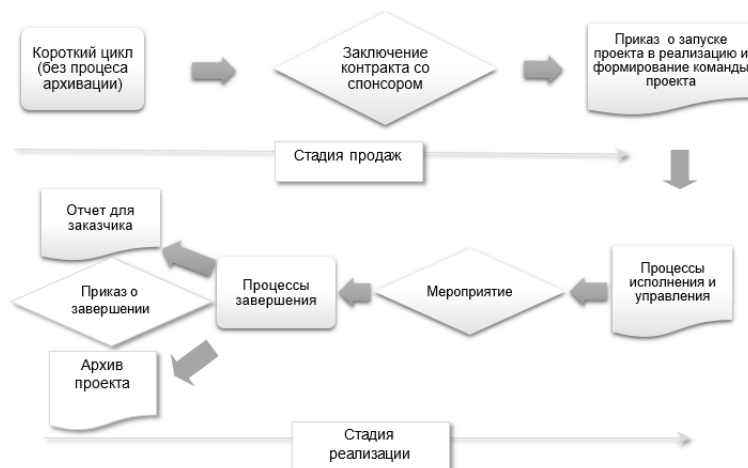 Короткий цикл
(без процеса
архивации)
Заключение
контракта со
спонсором
Приказ о запуске
проекта в реализацию и
формирование команды
проекта
Стадия продаж
Отчет для
заказчика
Приказ о
завершении
Архив
проекта
Процессы
завершения
Мероприятие
Процессы
исполнения и
управления
Стадия
реализации